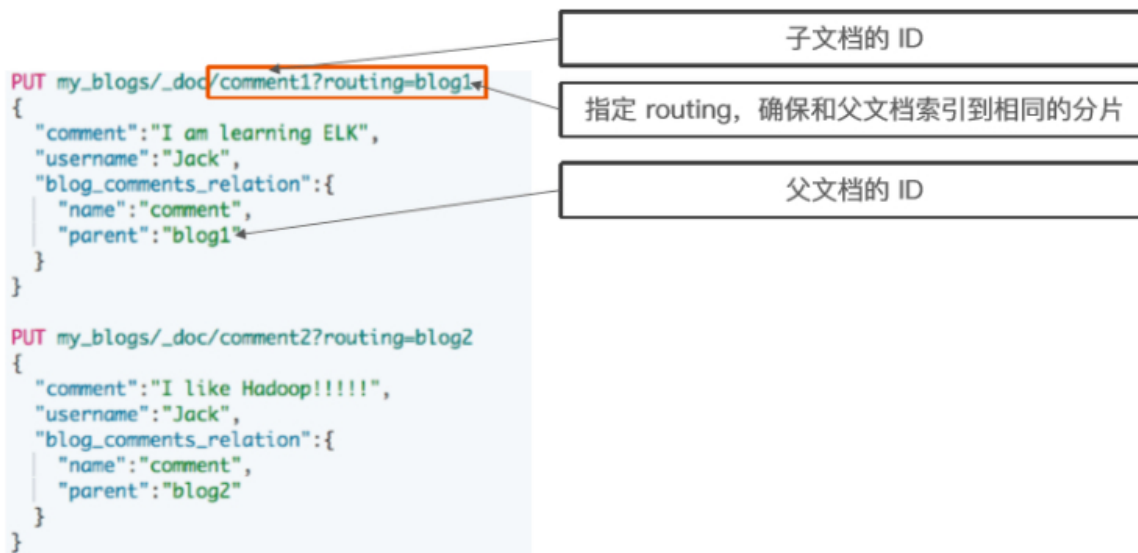 子文档的 ID
PUT my_blogs/_doc/comment1?routing=blog1
指定 routing，确保和父文档索引到相同的分片
{
"comment":"I am learning ELK",
"username":"Jack",
"blog_comments_relation":{
父文档的 ID
"name":"comment",
"parent":"blog1"
}
}
PUT my_blogs/_doc/comment2?routing=blog2
{
"comment":"I like Hadoop!!!!!",
"username":"Jack",
"blog_comments_relation":{
"name":"comment",
"parent":"blog2"
}
}